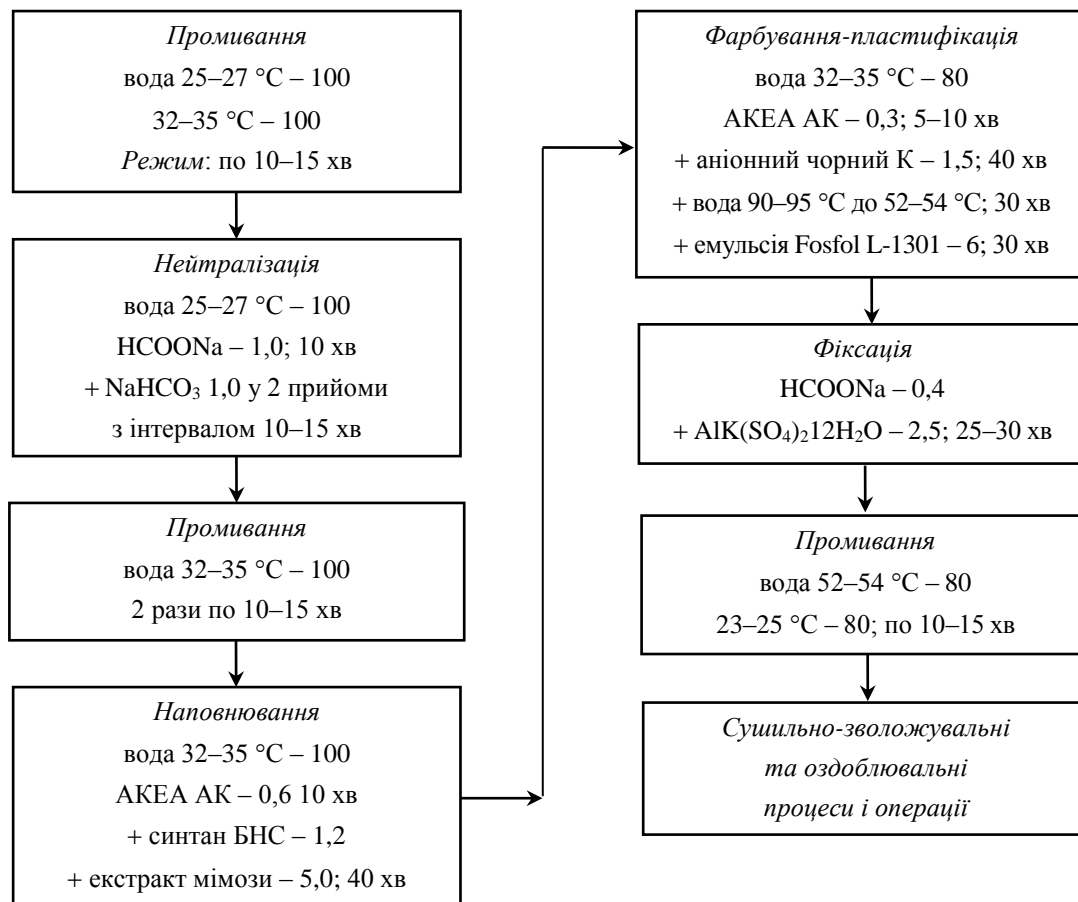 Промивання
вода 25–27 °С – 100
32–35 °С – 100
Режим: по 10–15 хв
Нейтралізація
вода 25–27 °С – 100
HCOONa – 1,0; 10 хв
+ NaHCO₃ 1,0 у 2 прийоми
з інтервалом 10–15 хв
Промивання
вода 32–35 °С – 100
2 рази по 10–15 хв
Наповнювання
вода 32–35 °С – 100
АКЕА АК – 0,6 10 хв
+ синтан БНС – 1,2
+ екстракт мімози – 5,0; 40 хв
Фарбування-пластифікація
вода 32–35 °С – 80
АКЕА АК – 0,3; 5–10 хв
+ аніонний чорний К – 1,5; 40 хв
+ вода 90–95 °С до 52–54 °С; 30 хв
+ емульсія Fosfol L-1301 – 6; 30 хв
Фіксація
HCOONa – 0,4
+ AlK(SO₄)₂12H₂O – 2,5; 25–30 хв
Промивання
вода 52–54 °С – 80
23–25 °С – 80; по 10–15 хв
Сушильно-зволожувальні
та оздоблювальні
процеси і операції